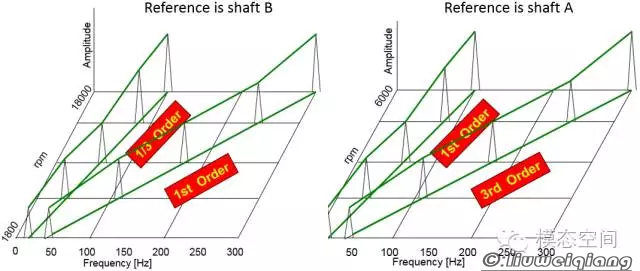 Reference is shaft B
Amplitude
18000
rpm
1800
1/3 Order
1st Order
0
50
100
150
200
250
300
Frequency [Hz]
Reference is shaft A
Amplitude
6000
rpm
1st Order
3rd Order
50
100
150
200
250
300
Frequency [Hz]
模态空间
©liuweiqiang